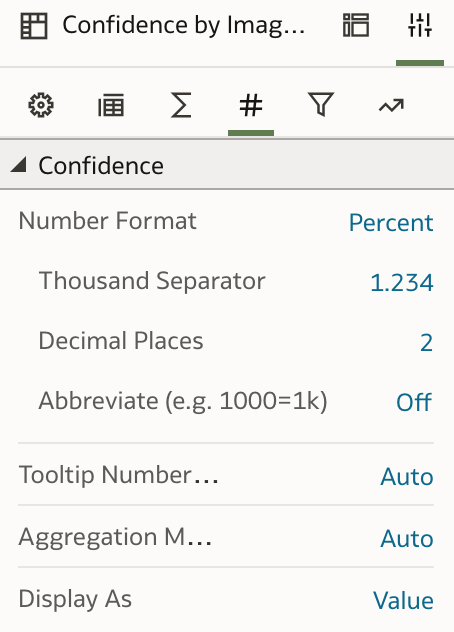 Confidence by Imag...
#
Confidence
Number Format Percent
Thousand Separator 1.234
Decimal Places 2
Abbreviate (e.g. 1000=1k) Off
Tooltip Number... Auto
Aggregation M... Auto
Display As Value